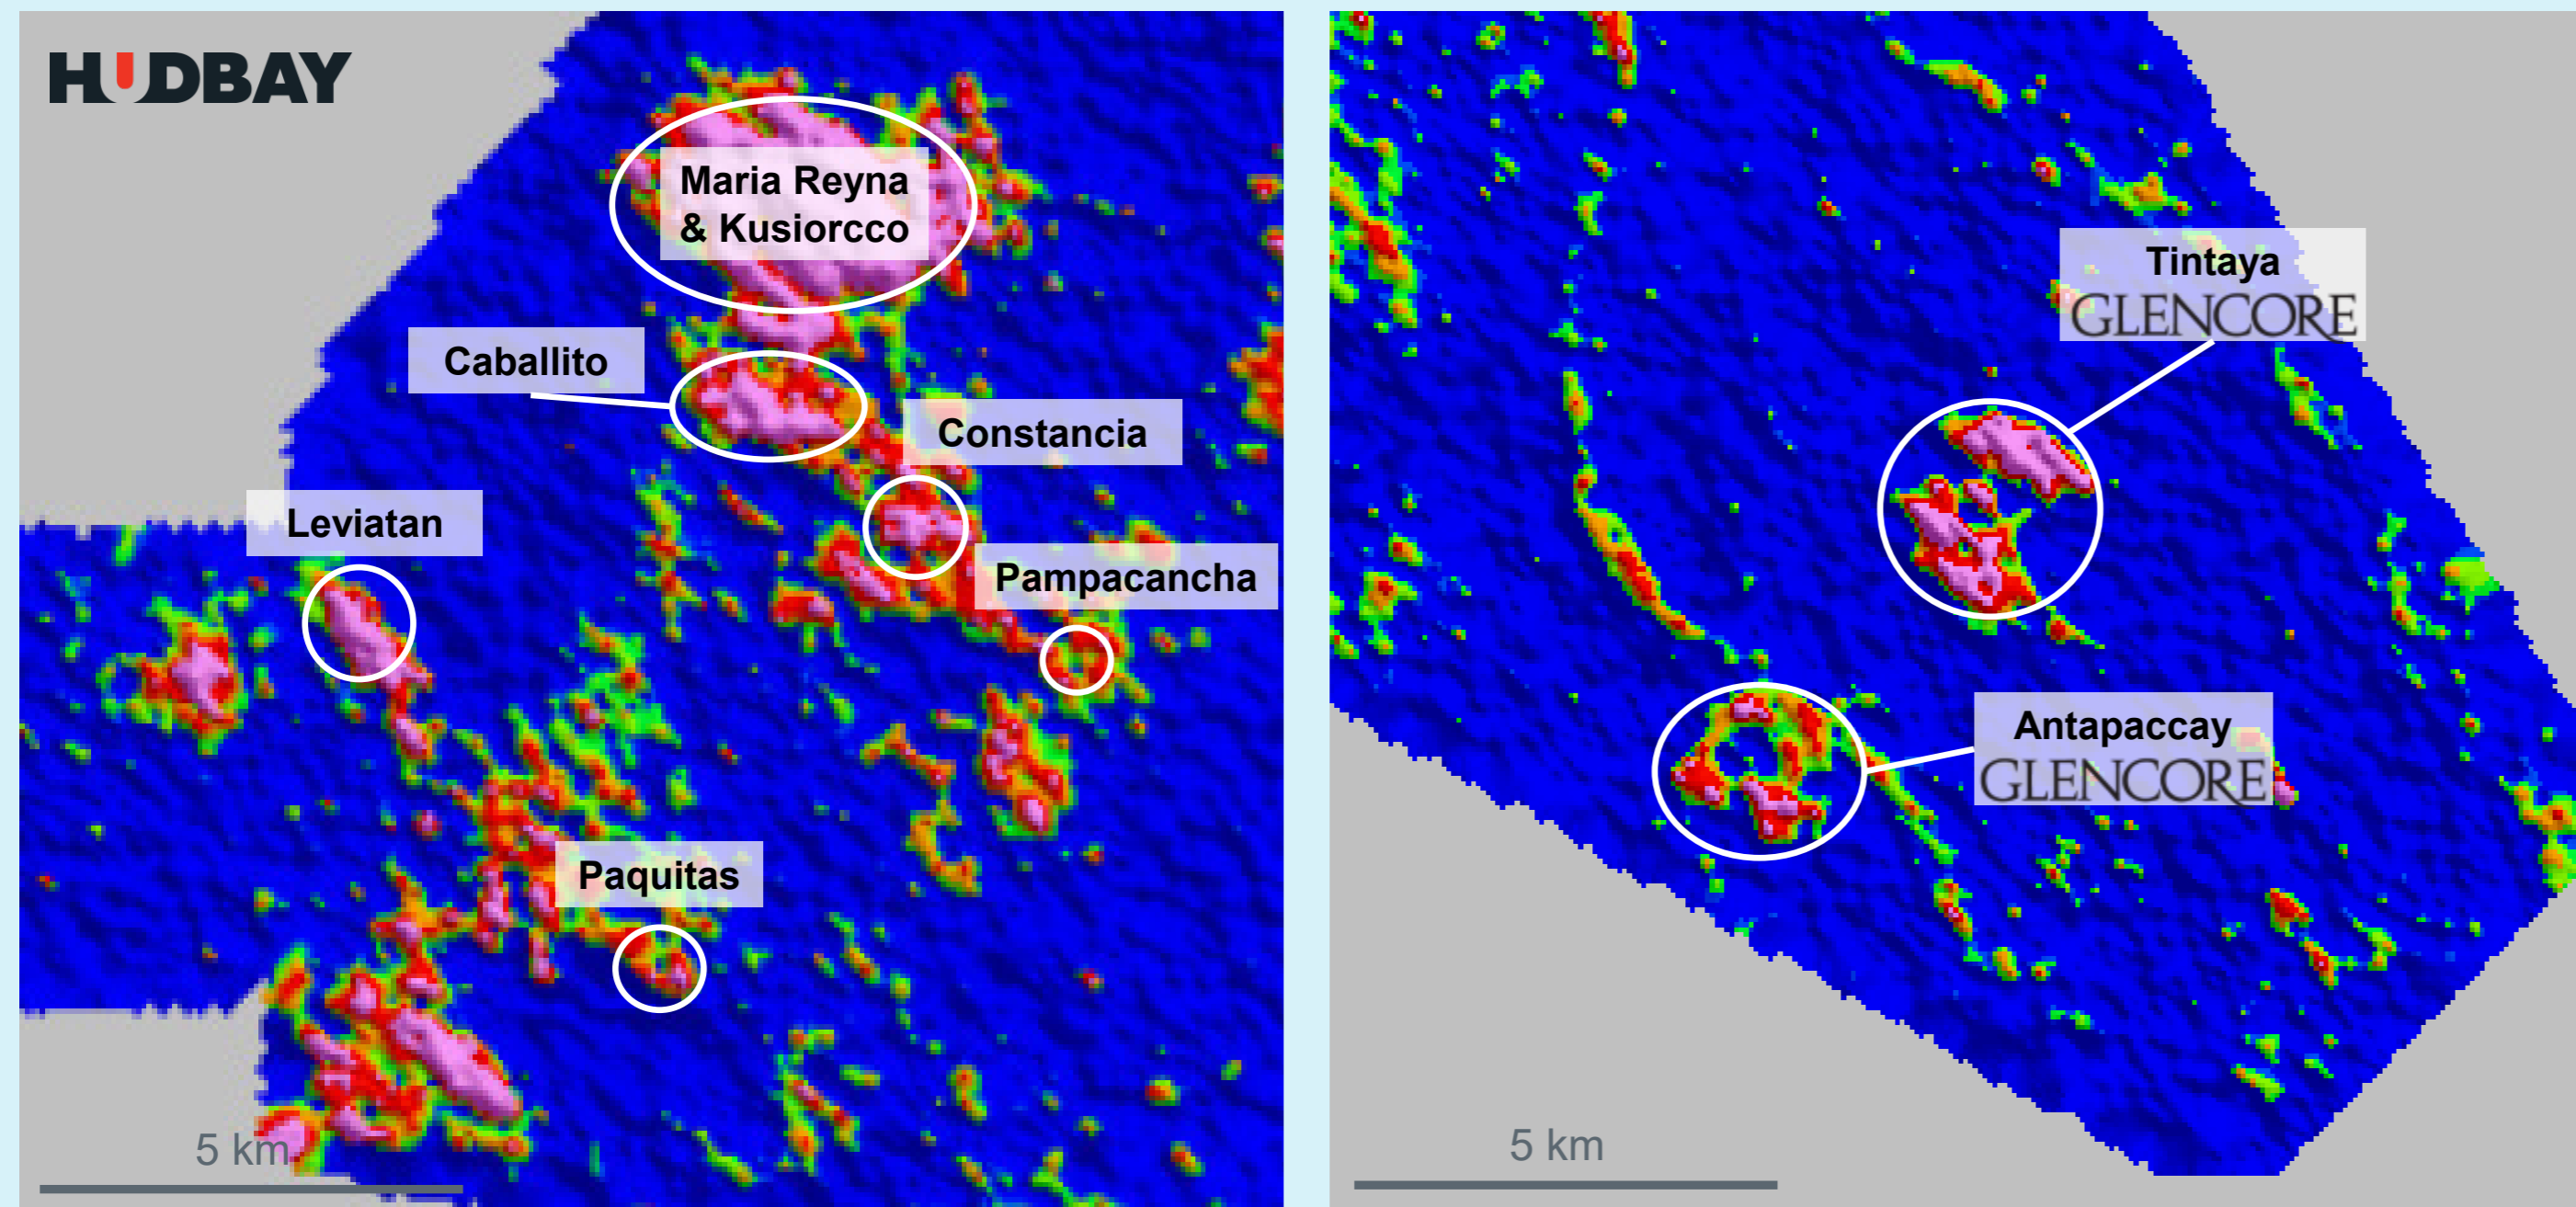 HUDBAY
Maria Reyna
& Kusiorcco
Caballito
Constancia
Leviatan
Pampacancha
Paquitas
5 km
Tintaya
GLENCORE
Antapaccay
GLENCORE
5 km